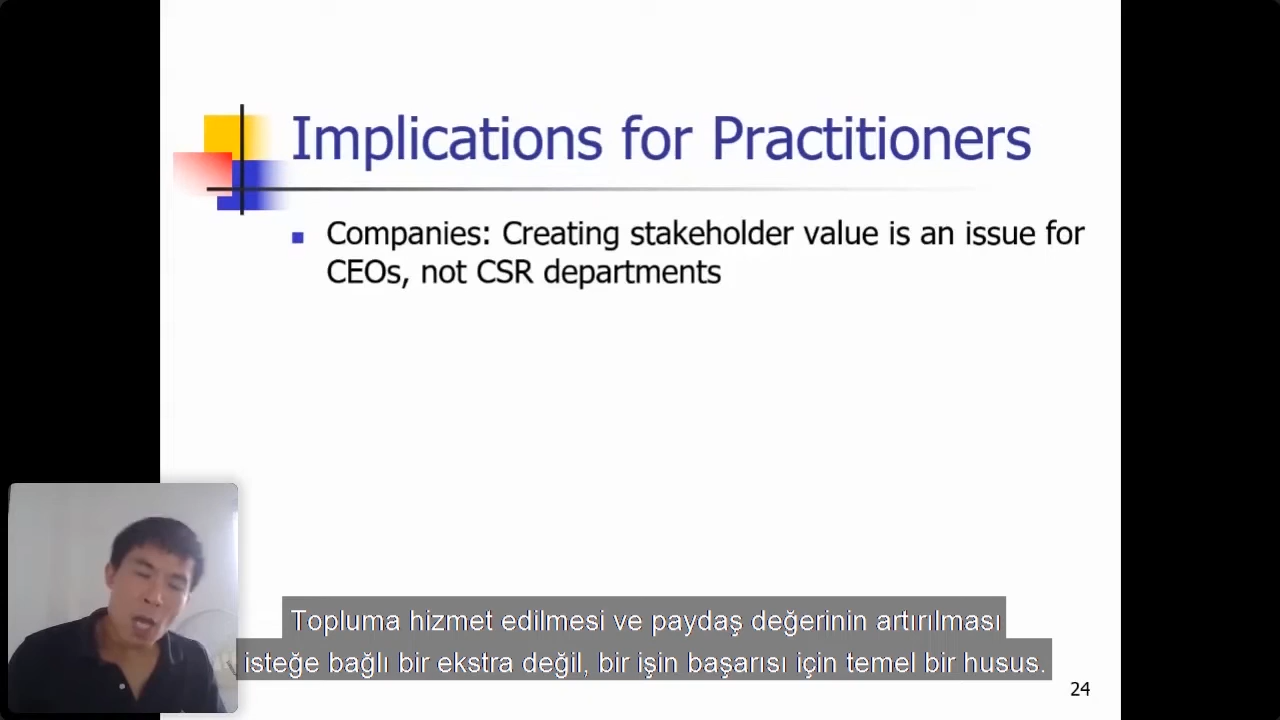 Implications for Practitioners
Companies: Creating stakeholder value is an issue for
CEOs, not CSR departments
Topluma hizmet edilmesi ve paydaş değerinin artırılması
isteğe bağlı bir ekstra değil, bir işin başarısı için temel bir husus.
24